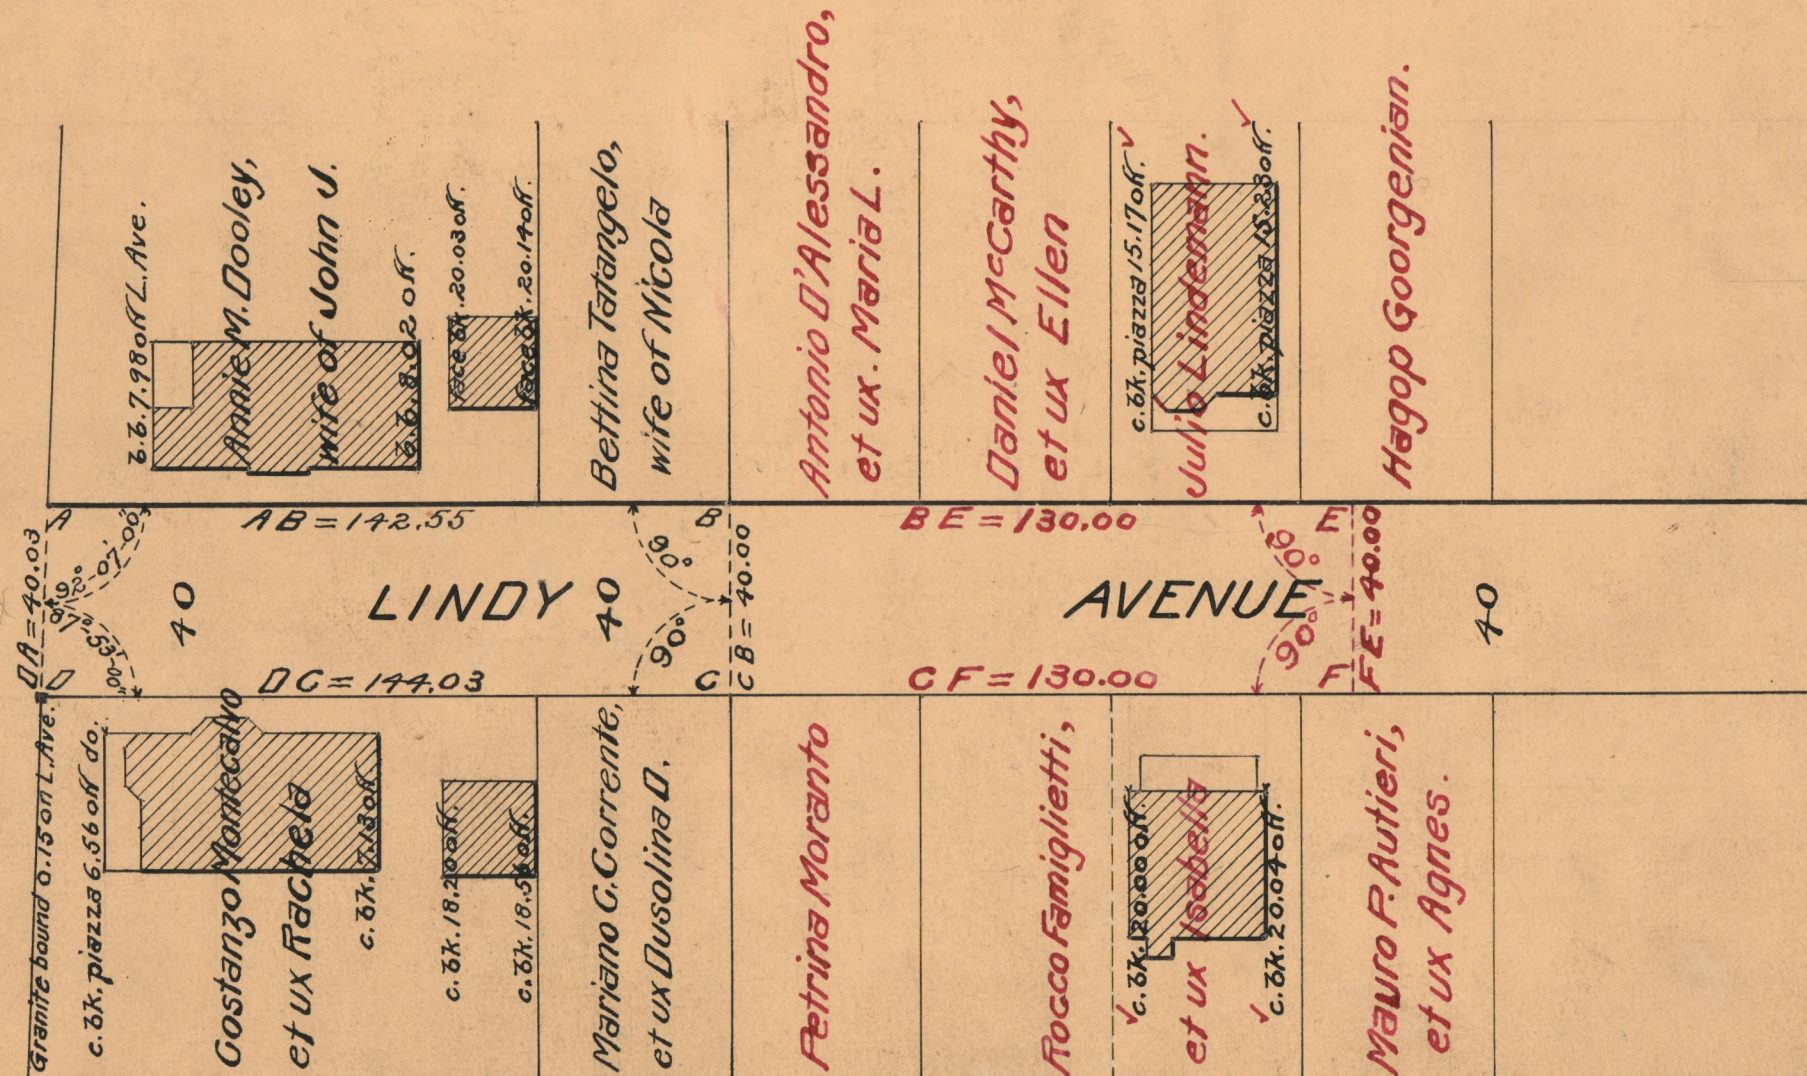 b.b. 7.98 off L. Ave.
Annie M. Dooley,
wife of John J.
b.b. 8.02 off.
face bk. 20.03 off.
face bk. 20.14 off.
Bettina Tatangelo,
wife of Nicola
Antonio D'Alessandro,
et ux. Maria L.
Daniel McCarthy,
et ux Ellen
c. bk. piazza 15.17 off.
Julio Lindemann.
c. bk. piazza 15.23 off.
Hagop Goorgenian.
A
AB = 142.55
B
BE = 130.00
E
DA = 40.03
92° 07' 00"
87° 53' 00"
40
LINDY
40
90°
90°
CB = 40.00
AVENUE
90°
90°
FE = 40.00
40
D
DC = 144.03
C
CF = 130.00
F
Granite bound 0.15 on L. Ave.
c. bk. piazza 6.56 off do.
Costanzo Montecalvo
et ux Rachela
c. bk. 7.13 off
c. bk. 18.20 off.
c. bk. 18.56 off.
Mariano C. Corrente,
et ux Dusolina D.
Petrina Moranto
Rocco Famiglietti,
c. bk. 20.00 off.
et ux Isabella
c. bk. 20.04 off.
Mauro P. Autieri,
et ux Agnes.